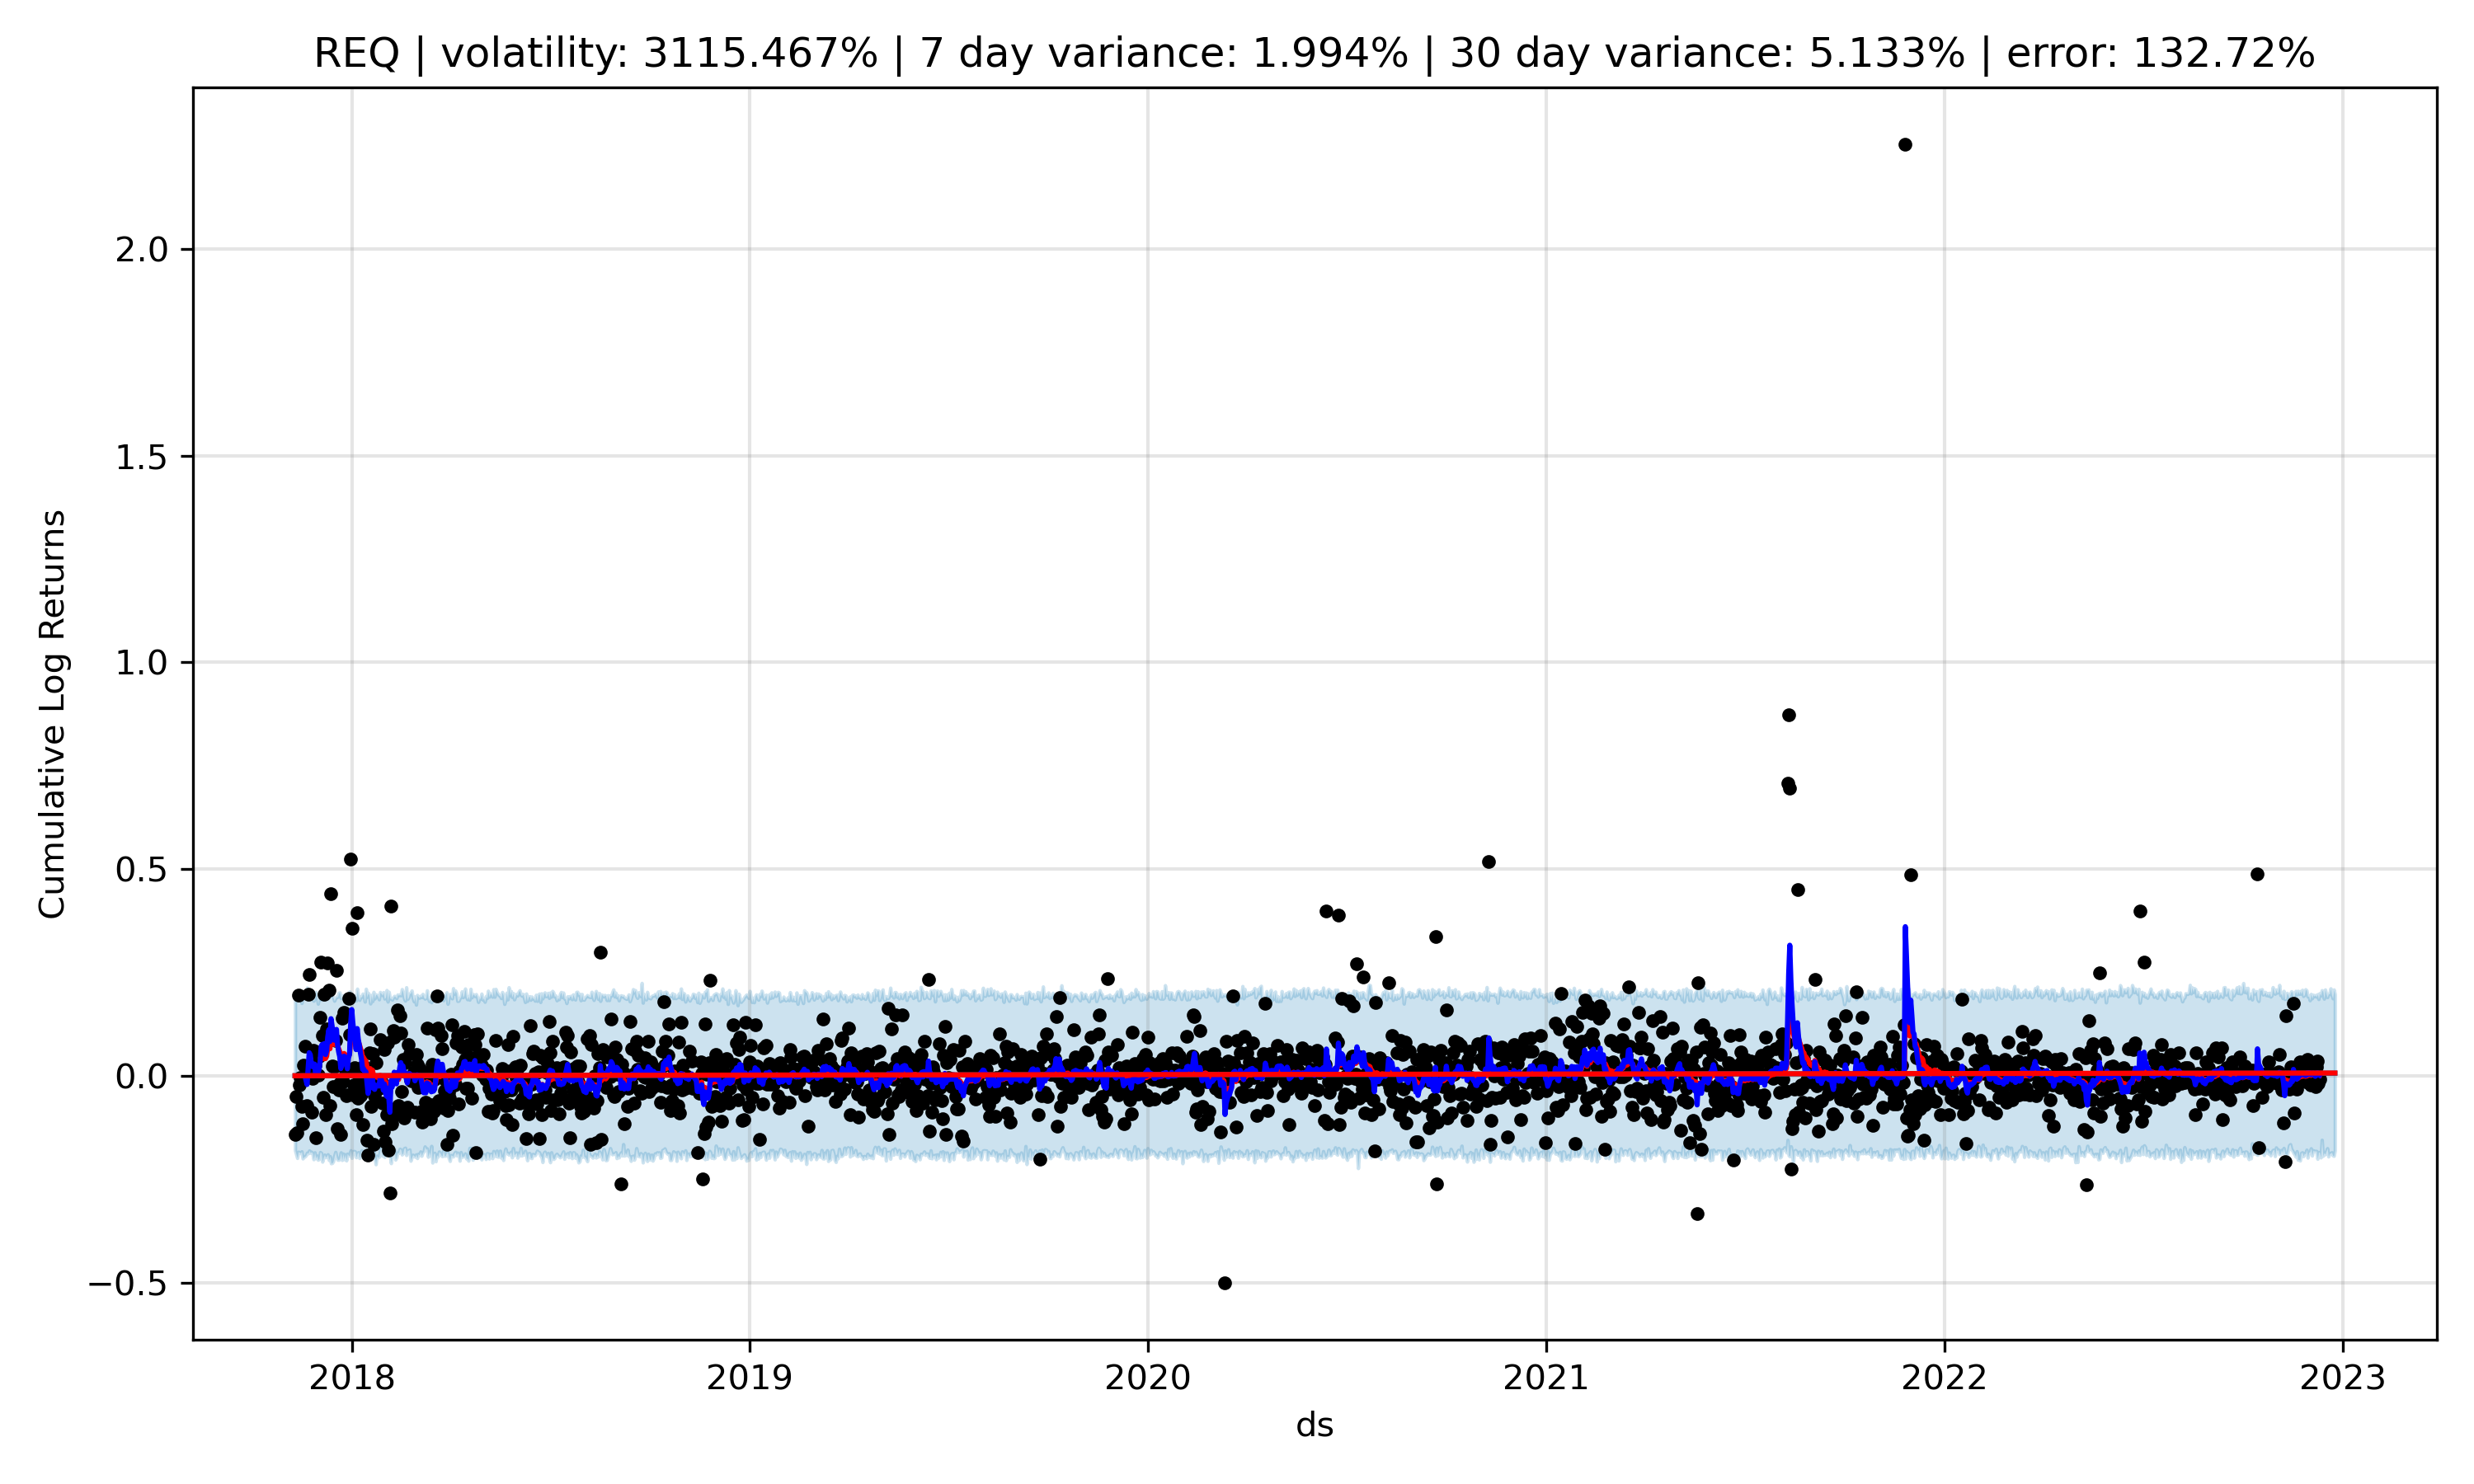 REQ | volatility: 3115.467% | 7 day variance: 1.994% | 30 day variance: 5.133% | error: 132.72%
Cumulative Log Returns
2.0
1.5
1.0
0.5
0.0
−0.5
2018 2019 2020 2021 2022 2023
ds